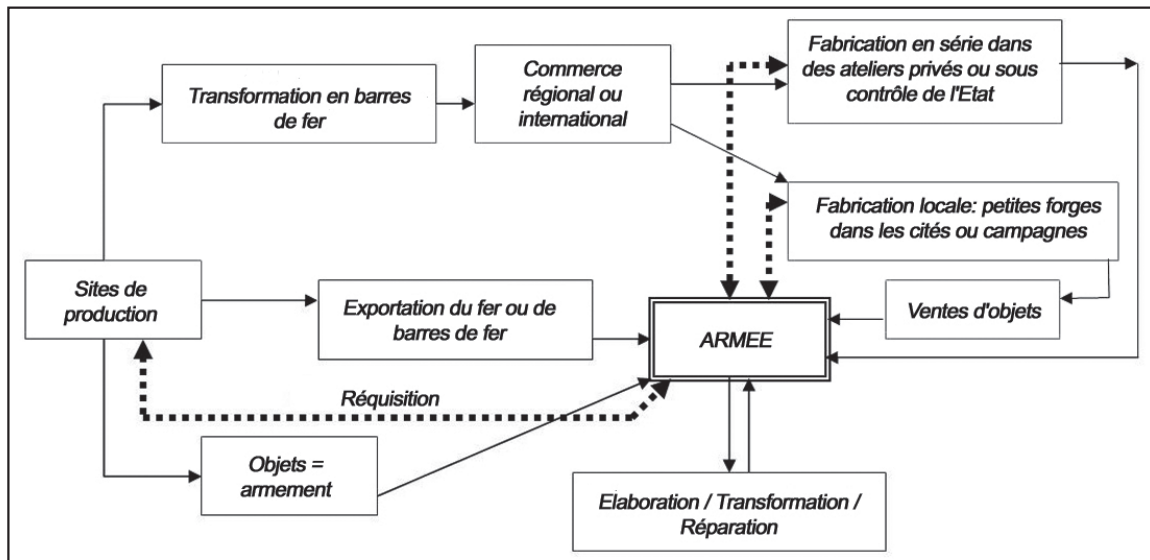 Transformation en barres
de fer
Commerce
régional ou
international
Fabrication en série dans
des ateliers privés ou sous
contrôle de l'Etat
Fabrication locale: petites forges
dans les cités ou campagnes
Sites de
production
Exportation du fer ou de
barres de fer
ARMEE
Ventes d'objets
Réquisition
Objets =
armement
Elaboration / Transformation /
Réparation